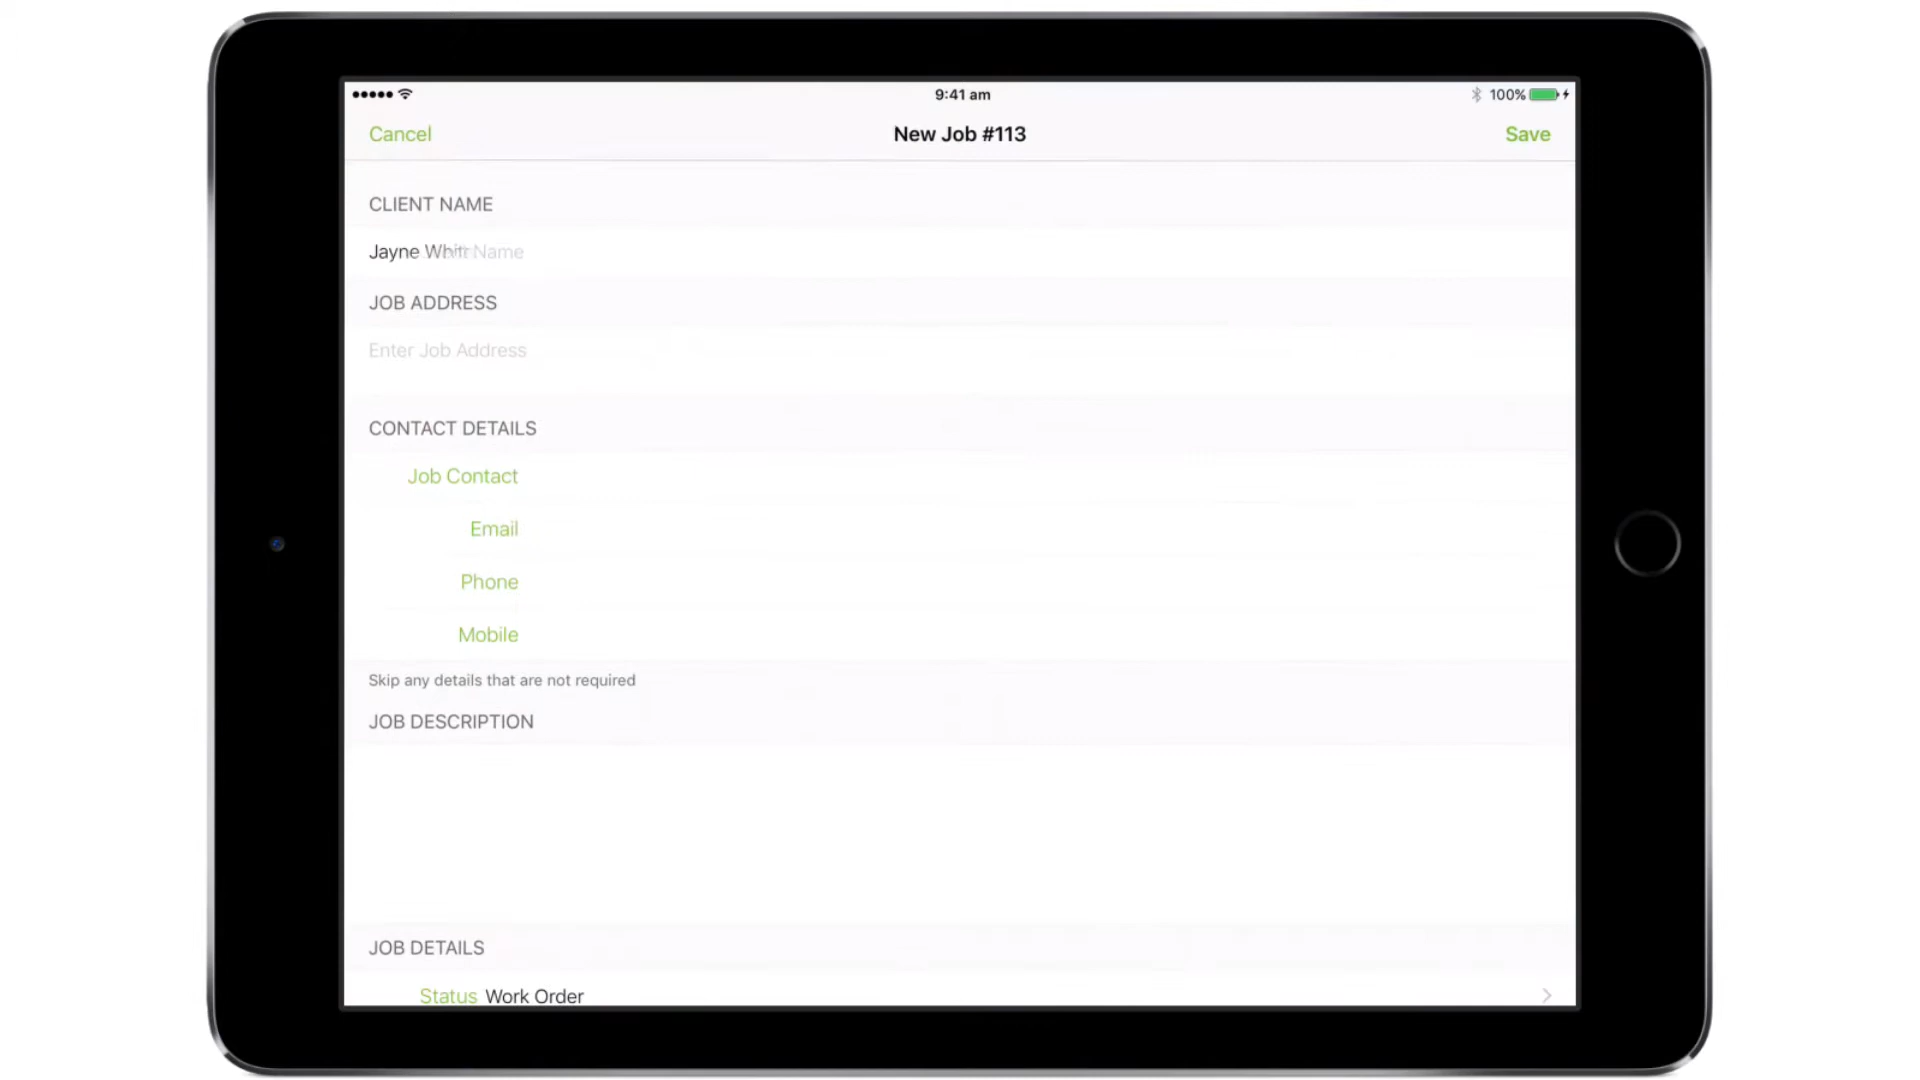 9:41 am
100%
Cancel
New Job #113
Save
CLIENT NAME
Jayne Name
JOB ADDRESS
Enter Job Address
CONTACT DETAILS
Job Contact
Email
Phone
Mobile
Skip any details that are not required
JOB DESCRIPTION
JOB DETAILS
Status Work Order